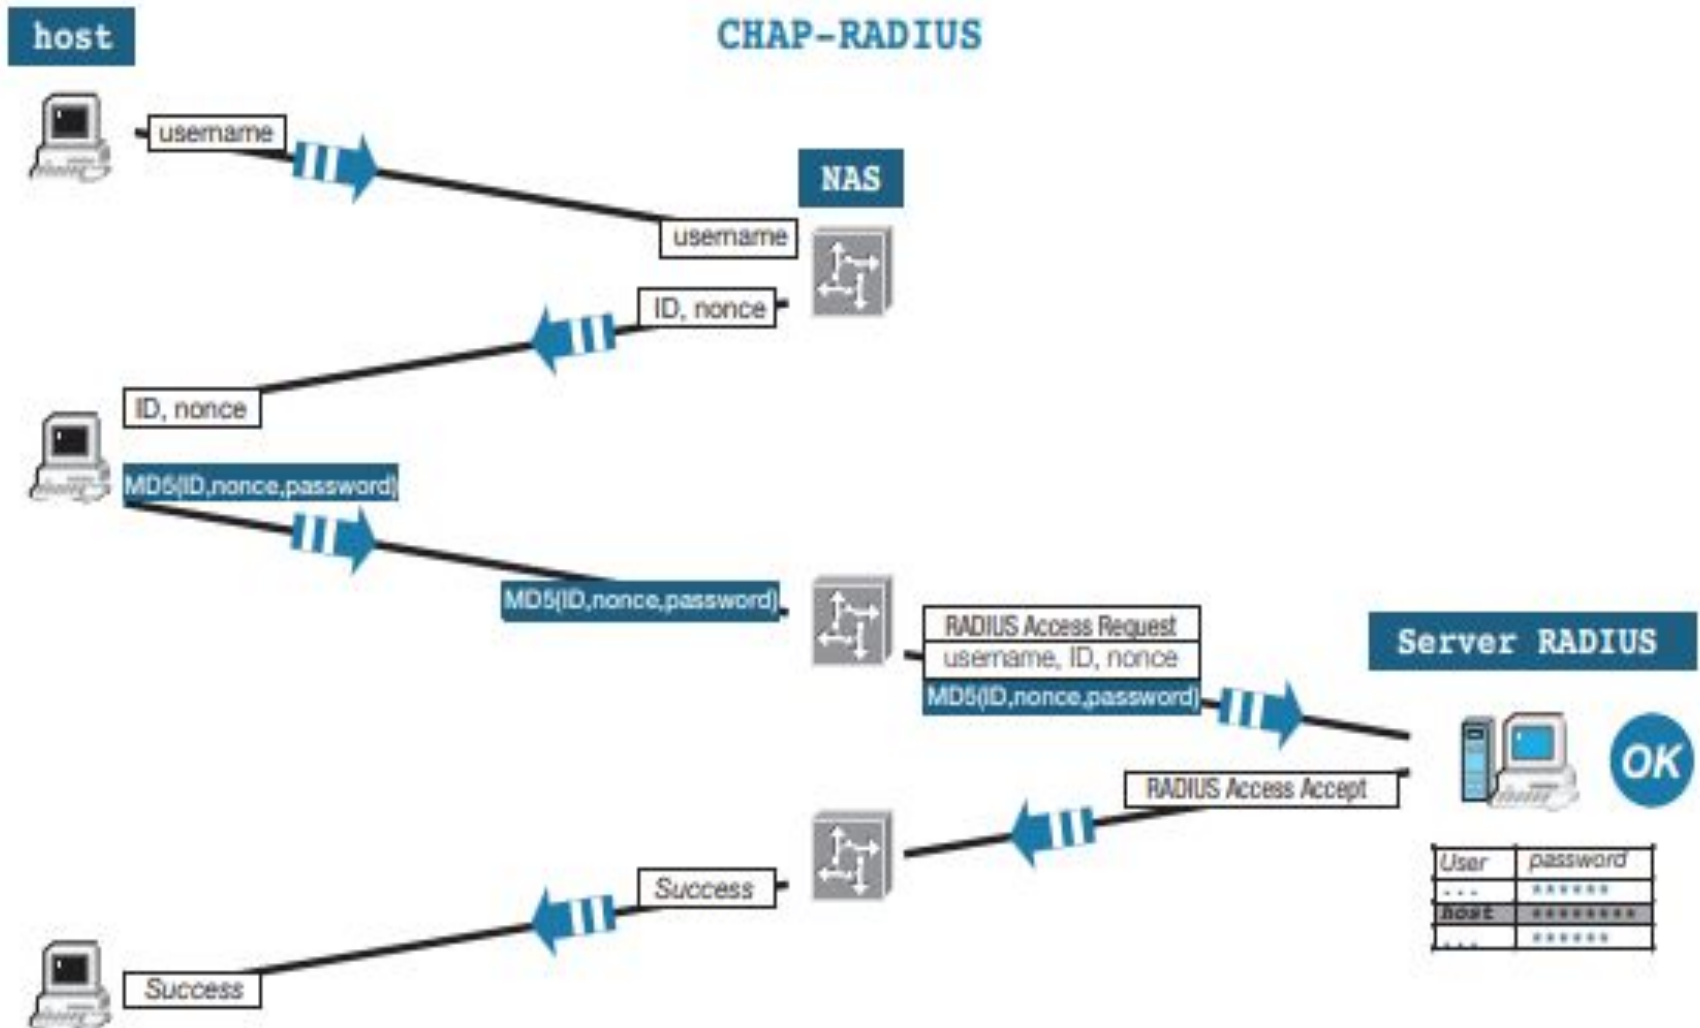 host
CHAP-RADIUS
username
NAS
username
ID, nonce
ID, nonce
MD5(ID,nonce,password)
MD5(ID,nonce,password)
RADIUS Access Request
username, ID, nonce
MD5(ID,nonce,password)
Server RADIUS
OK
RADIUS Access Accept
User password
... ******
host ********
... ******
Success
Success